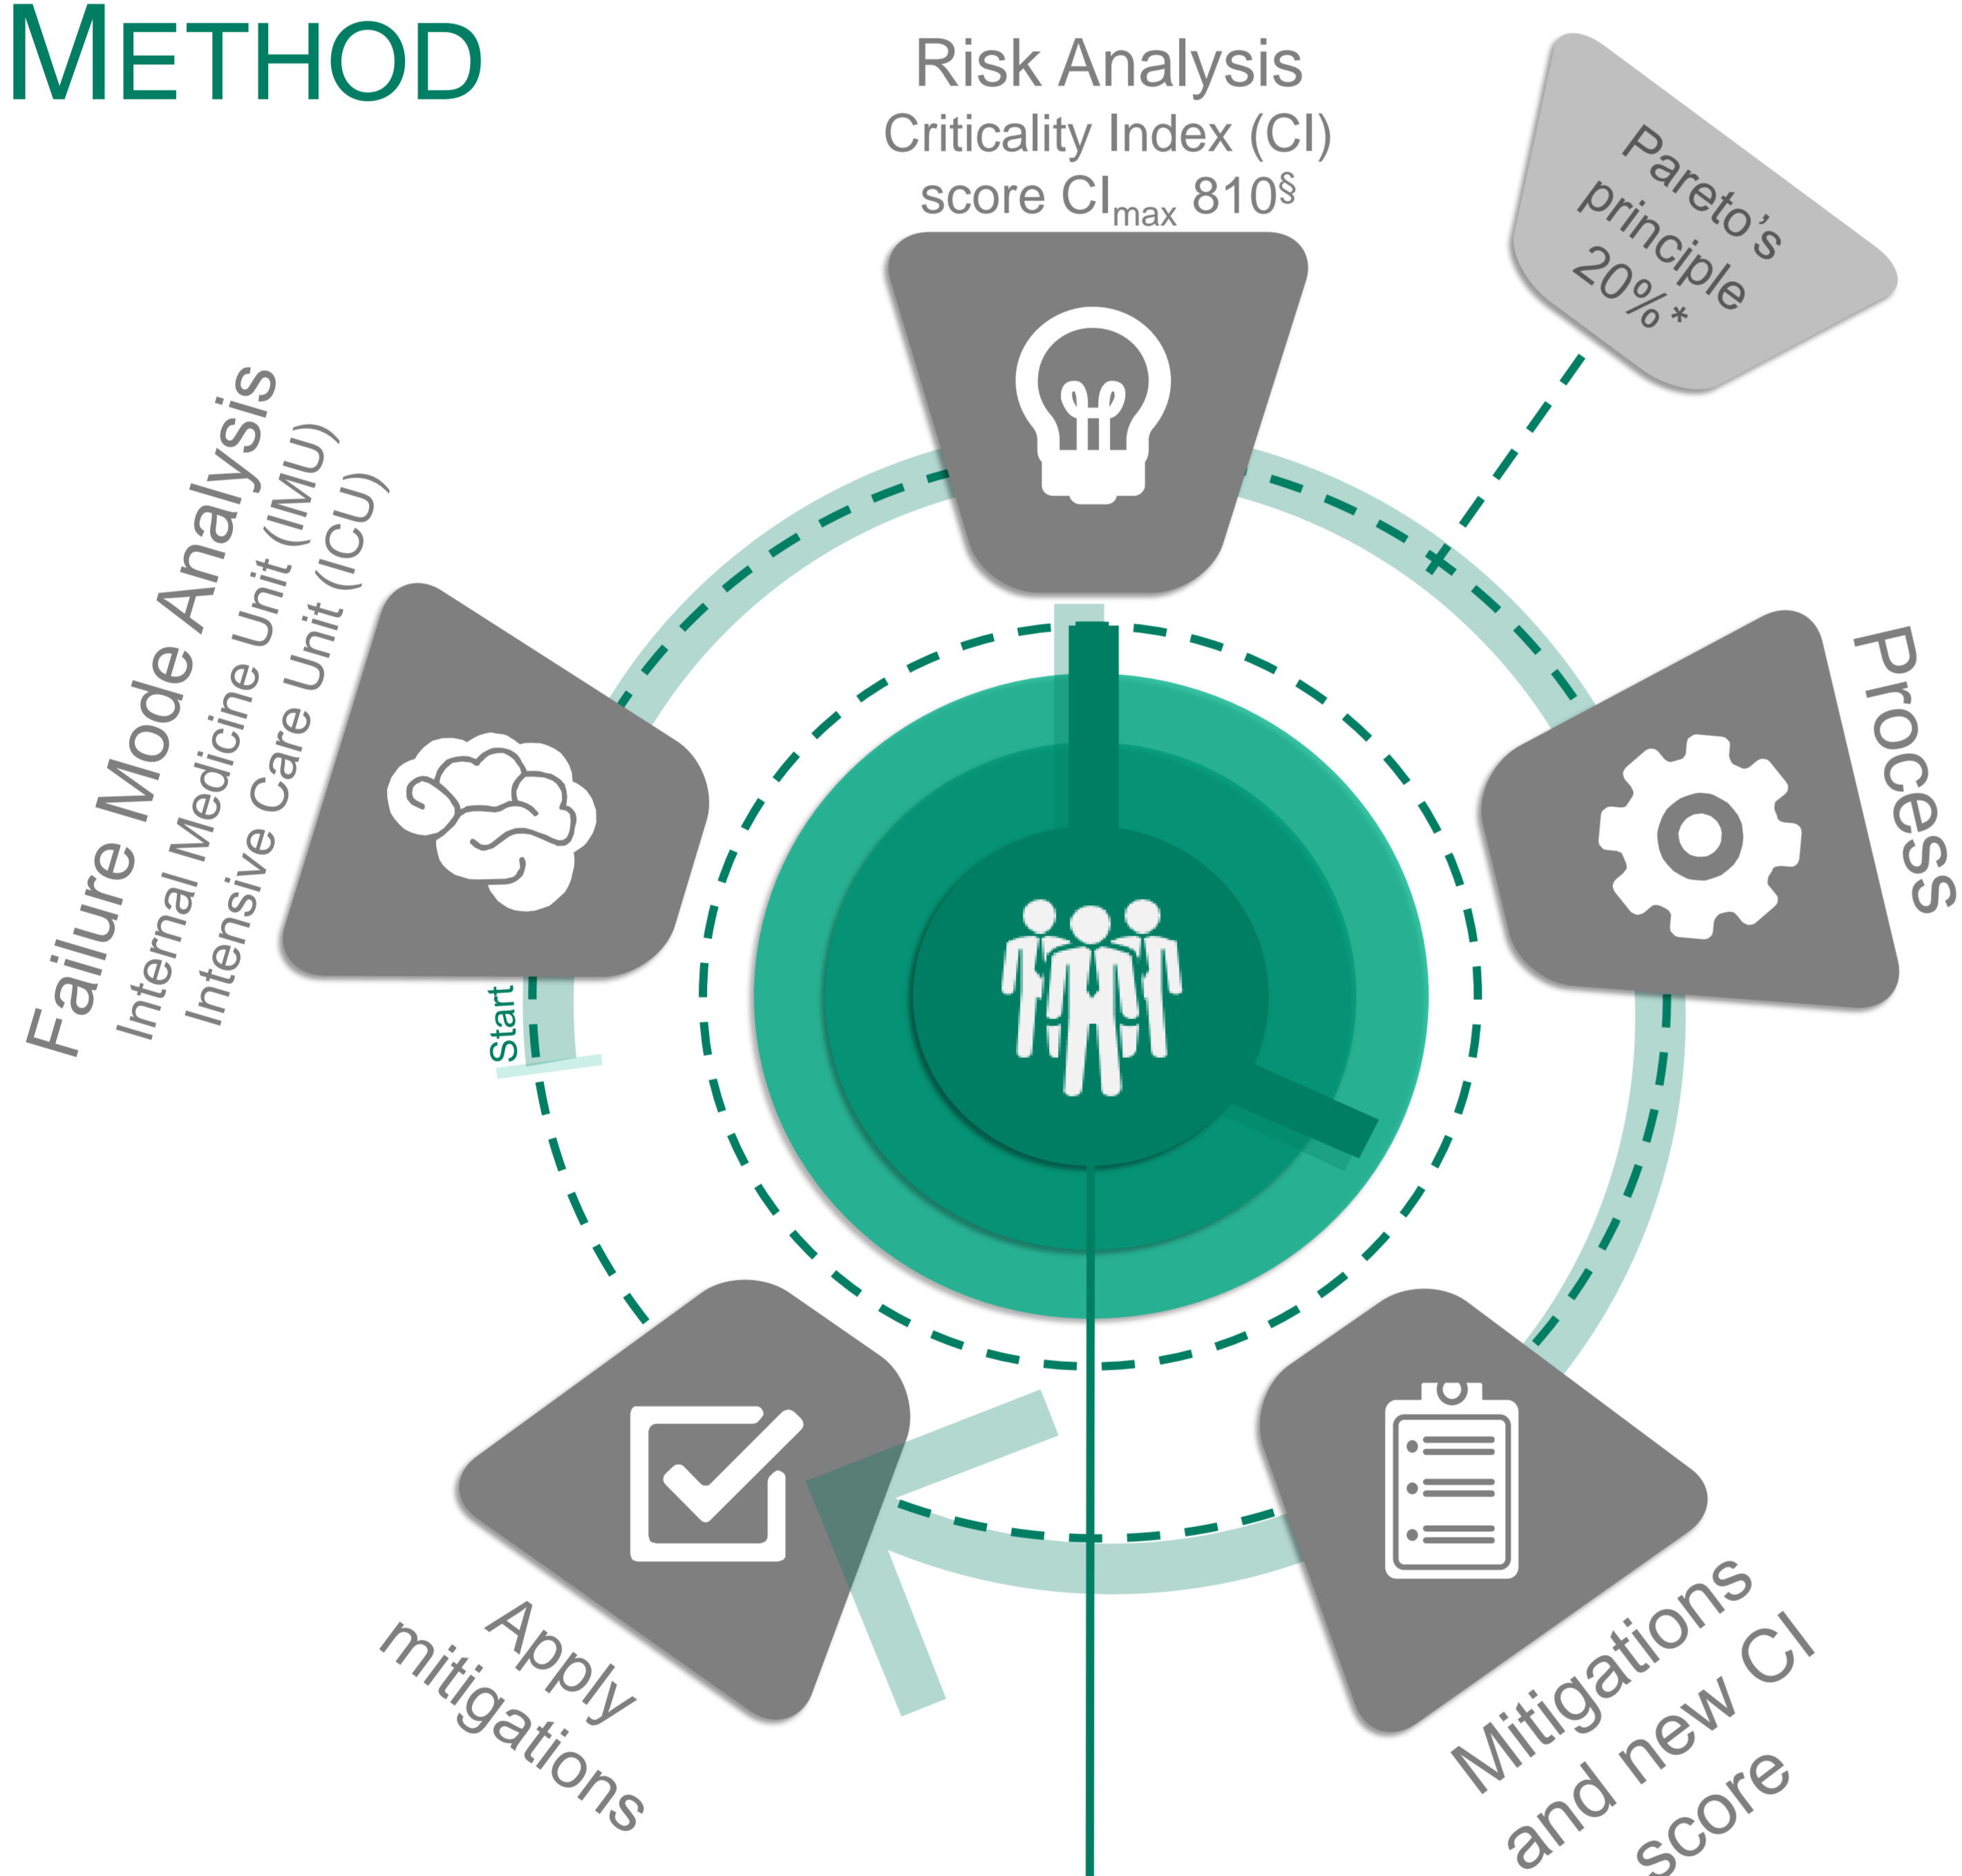 METHOD
Risk Analysis
Criticality Index (CI)
score CImax 810§
Pareto's
principle
20%*
Failure Mode Analysis
Internal Medicine Unit (IMU)
Intensive Care Unit (ICU)
Process
Start
Apply
mitigations
Mitigations
and new CI
score